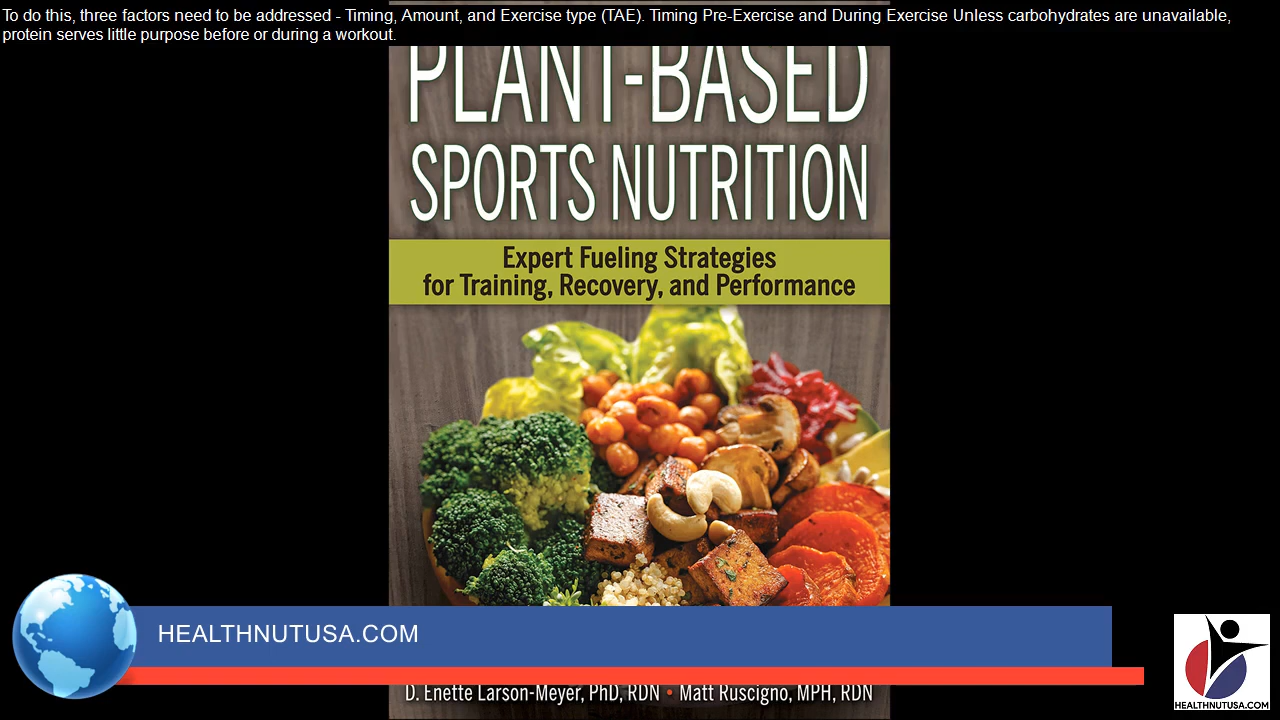 To do this, three factors need to be addressed - Timing, Amount, and Exercise type (TAE). Timing Pre-Exercise and During Exercise Unless carbohydrates are unavailable,
protein serves little purpose before or during a workout.
PLANT-BASED
SPORTS NUTRITION
Expert Fueling Strategies
for Training, Recovery, and Performance
HEALTHNUTUSA.COM
D. Enette Larson-Meyer, PhD, RDN • Matt Ruscigno, MPH, RDN
HEALTHNUTUSA.COM